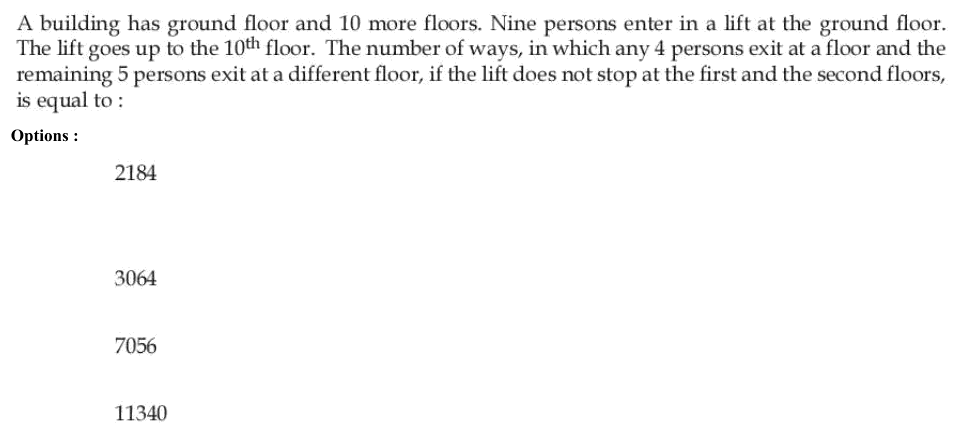 A building has ground floor and 10 more floors. Nine persons enter in a lift at the ground floor.
The lift goes up to the 10th floor. The number of ways, in which any 4 persons exit at a floor and the
remaining 5 persons exit at a different floor, if the lift does not stop at the first and the second floors,
is equal to :
Options :
2184
3064
7056
11340